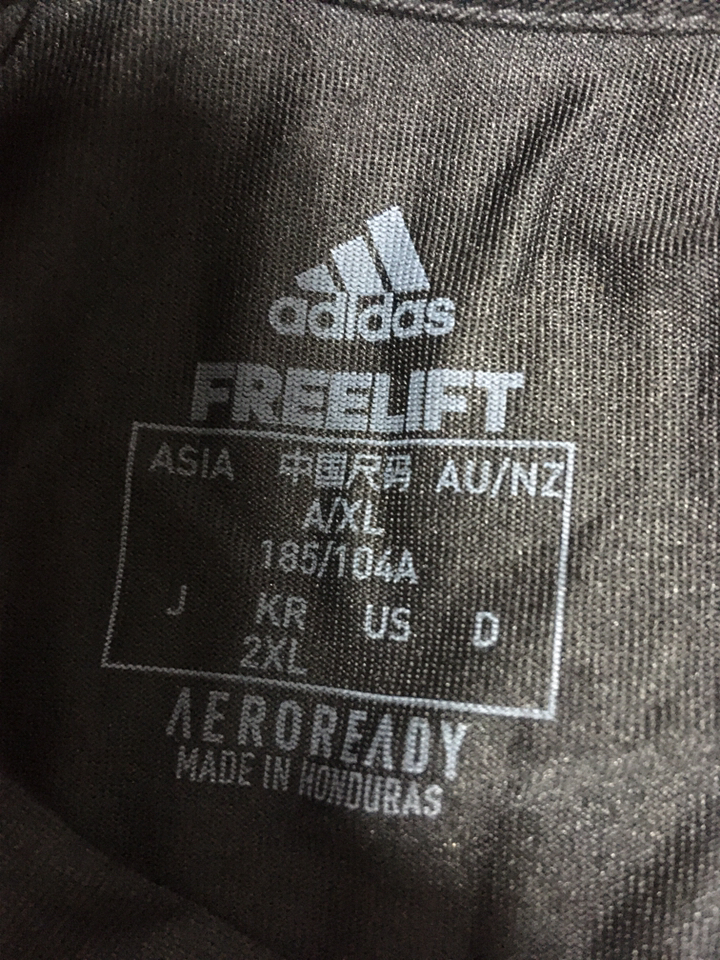 adidas
FREELIFT
ASIA 中国尺码 AU/NZ
A/XL
185/104A
J KR US D
2XL
AEROREADY
MADE IN HONDURAS